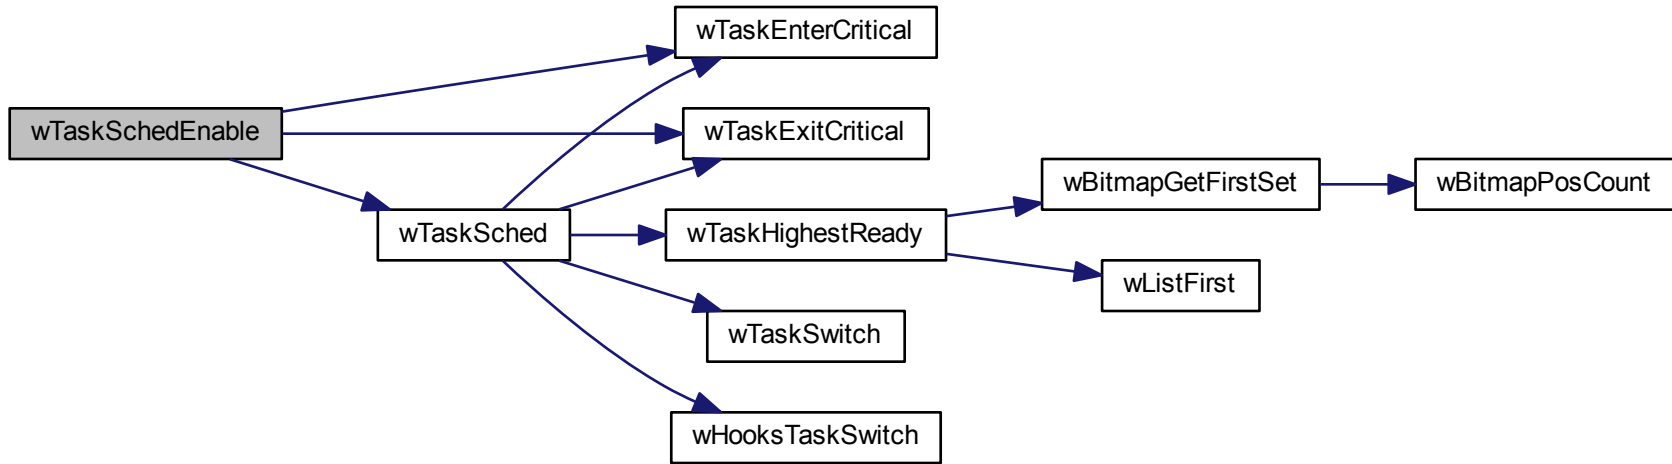 wTaskEnterCritical
wTaskSchedEnable
wTaskExitCritical
wBitmapGetFirstSet
wBitmapPosCount
wTaskSched
wTaskHighestReady
wListFirst
wTaskSwitch
wHooksTaskSwitch